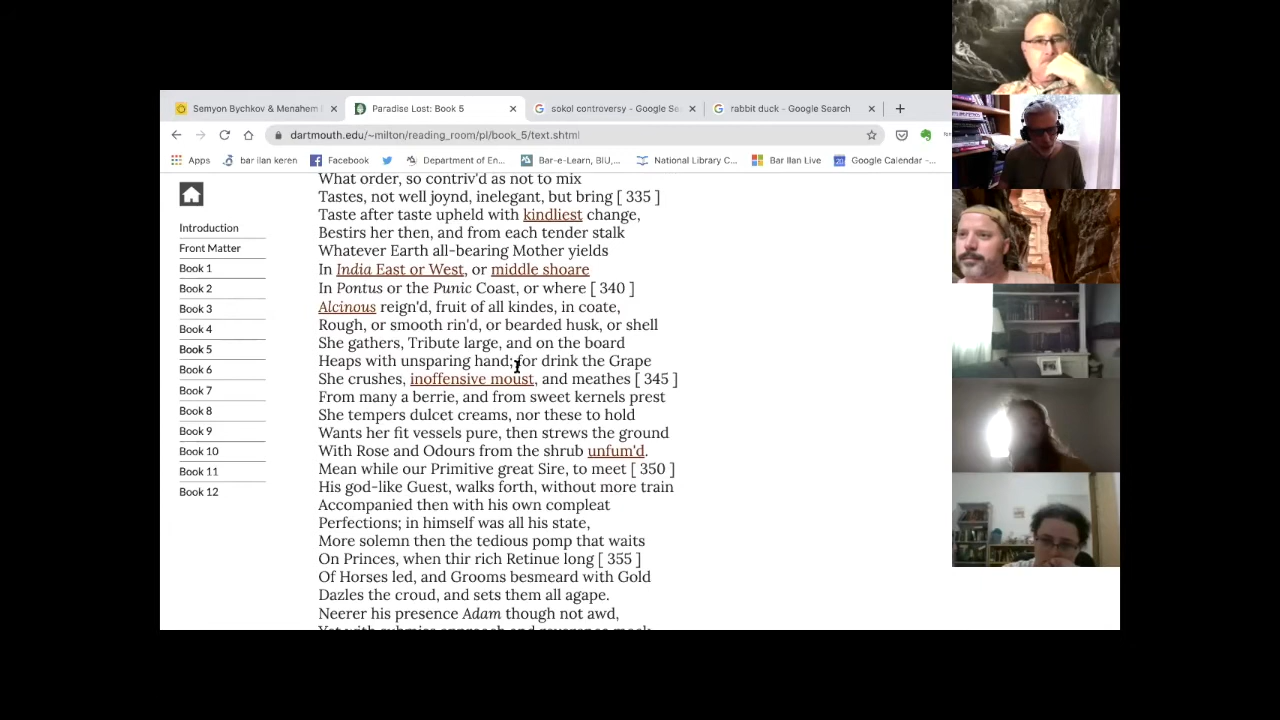 Semyon Bychkov & Menahem
Paradise Lost: Book 5
sokol controversy - Google Se
rabbit duck - Google Search
dartmouth.edu/~milton/reading_room/pl/book_5/text.shtml
Apps
bar ilan keren
Facebook
Department of En...
Bar-e-Learn, BIU,...
National Library C...
Bar Ilan Live
Google Calendar -...
Introduction
Front Matter
Book 1
Book 2
Book 3
Book 4
Book 5
Book 6
Book 7
Book 8
Book 9
Book 10
Book 11
Book 12
What order, so contriv'd as not to mix
Tastes, not well joynd, inelegant, but bring [ 335 ]
Taste after taste upheld with kindliest change,
Bestirs her then, and from each tender stalk
Whatever Earth all-bearing Mother yields
In India East or West, or middle shoare
In Pontus or the Punic Coast, or where [ 340 ]
Alcinous reign'd, fruit of all kindes, in coate,
Rough, or smooth rin'd, or bearded husk, or shell
She gathers, Tribute large, and on the board
Heaps with unsparing hand; for drink the Grape
She crushes, inoffensive moust, and meathes [ 345 ]
From many a berrie, and from sweet kernels prest
She tempers dulcet creams, nor these to hold
Wants her fit vessels pure, then strews the ground
With Rose and Odours from the shrub unfum'd.
Mean while our Primitive great Sire, to meet [ 350 ]
His god-like Guest, walks forth, without more train
Accompanied then with his own compleat
Perfections; in himself was all his state,
More solemn then the tedious pomp that waits
On Princes, when thir rich Retinue long [ 355 ]
Of Horses led, and Grooms besmeard with Gold
Dazles the croud, and sets them all agape.
Neerer his presence Adam though not awd,